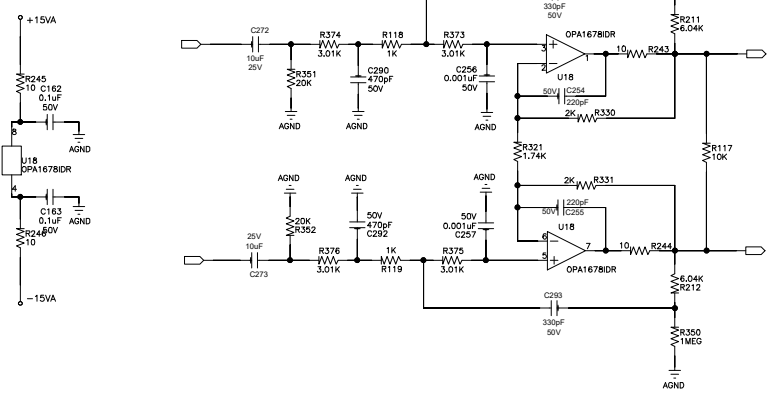 +15VA
R245
10
C162
0.1uF
50V
AGND
8
U18
OPA1678IDR
4
C163
0.1uF
50V
AGND
R246
10
-15VA
330pF
50V
R211
6.04K
C272
10uF
25V
R374
3.01K
R118
1K
R373
3.01K
R351
20K
AGND
C290
470pF
50V
AGND
C256
0.001uF
50V
AGND
OPA1678IDR
3
2
1
U18
10
R243
50V
C254
220pF
2K
R330
R321
1.74K
R117
10K
2K
R331
220pF
50V
C255
U18
6
5
7
OPA1678IDR
10
R244
AGND
20K
R352
AGND
50V
470pF
C292
AGND
50V
0.001uF
C257
25V
10uF
C273
R376
3.01K
1K
R119
R375
3.01K
6.04K
R212
C293
330pF
50V
R350
1MEG
AGND